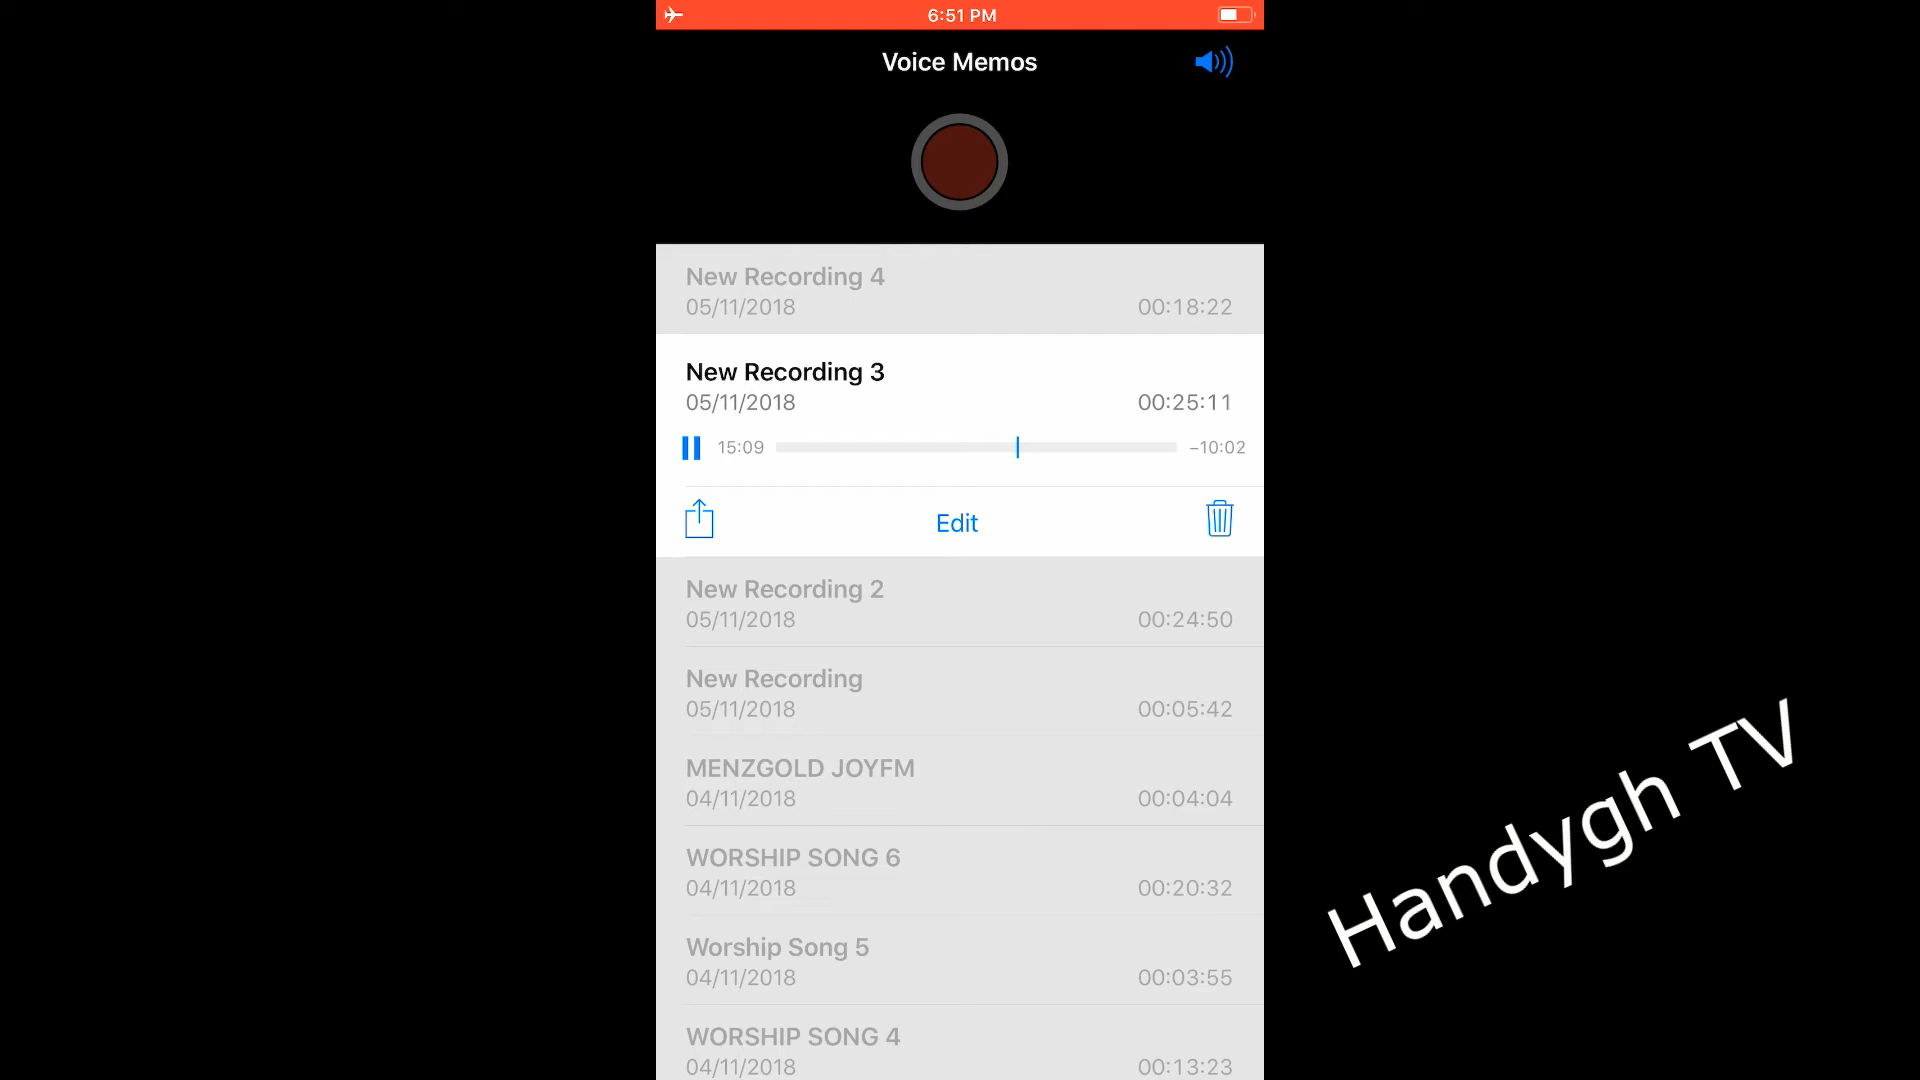 6:51 PM
Voice Memos
New Recording 4
05/11/2018 00:18:22
New Recording 3
05/11/2018 00:25:11
15:09 −10:02
Edit
New Recording 2
05/11/2018 00:24:50
New Recording
05/11/2018 00:05:42
MENZGOLD JOYFM
04/11/2018 00:04:04
WORSHIP SONG 6
04/11/2018 00:20:32
Worship Song 5
04/11/2018 00:03:55
WORSHIP SONG 4
04/11/2018 00:13:23
Handygh TV